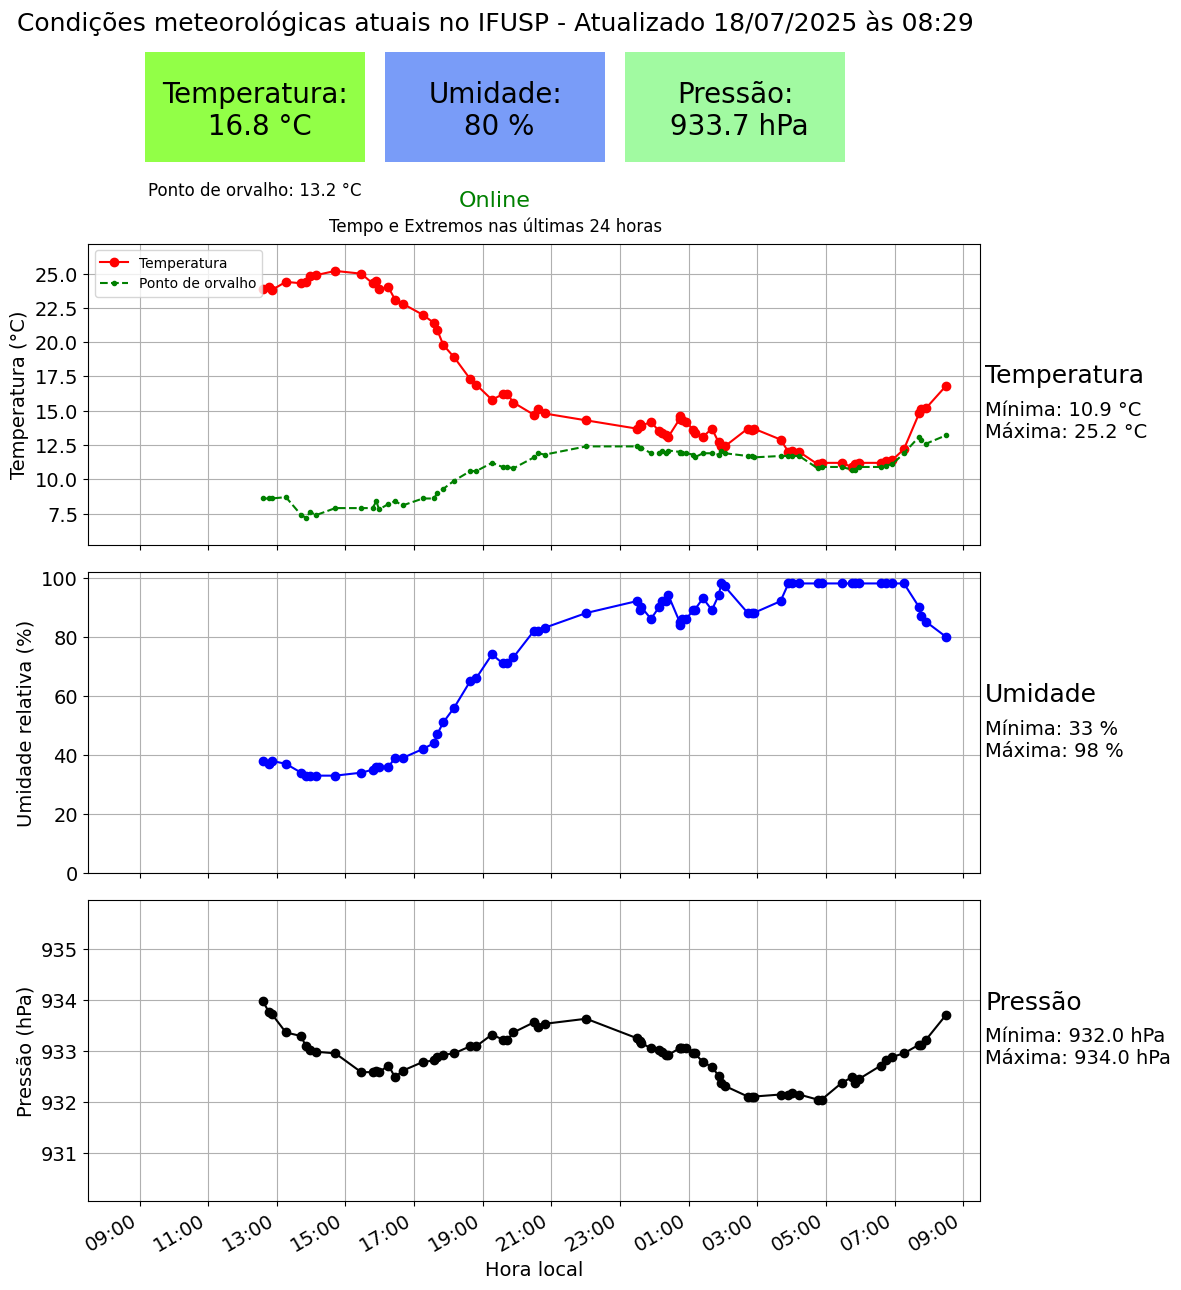 Condições meteorológicas atuais no IFUSP - Atualizado 18/07/2025 às 08:29
Temperatura:
16.8 °C
Umidade:
80 %
Pressão:
933.7 hPa
Ponto de orvalho: 13.2 °C
Online
Tempo e Extremos nas últimas 24 horas
Temperatura
Ponto de orvalho
Temperatura (°C)
25.0
22.5
20.0
17.5
15.0
12.5
10.0
7.5
Temperatura
Mínima: 10.9 °C
Máxima: 25.2 °C
Umidade relativa (%)
100
80
60
40
20
0
Umidade
Mínima: 33 %
Máxima: 98 %
Pressão (hPa)
935
934
933
932
931
Pressão
Mínima: 932.0 hPa
Máxima: 934.0 hPa
09:00
11:00
13:00
15:00
17:00
19:00
21:00
23:00
01:00
03:00
05:00
07:00
09:00
Hora local